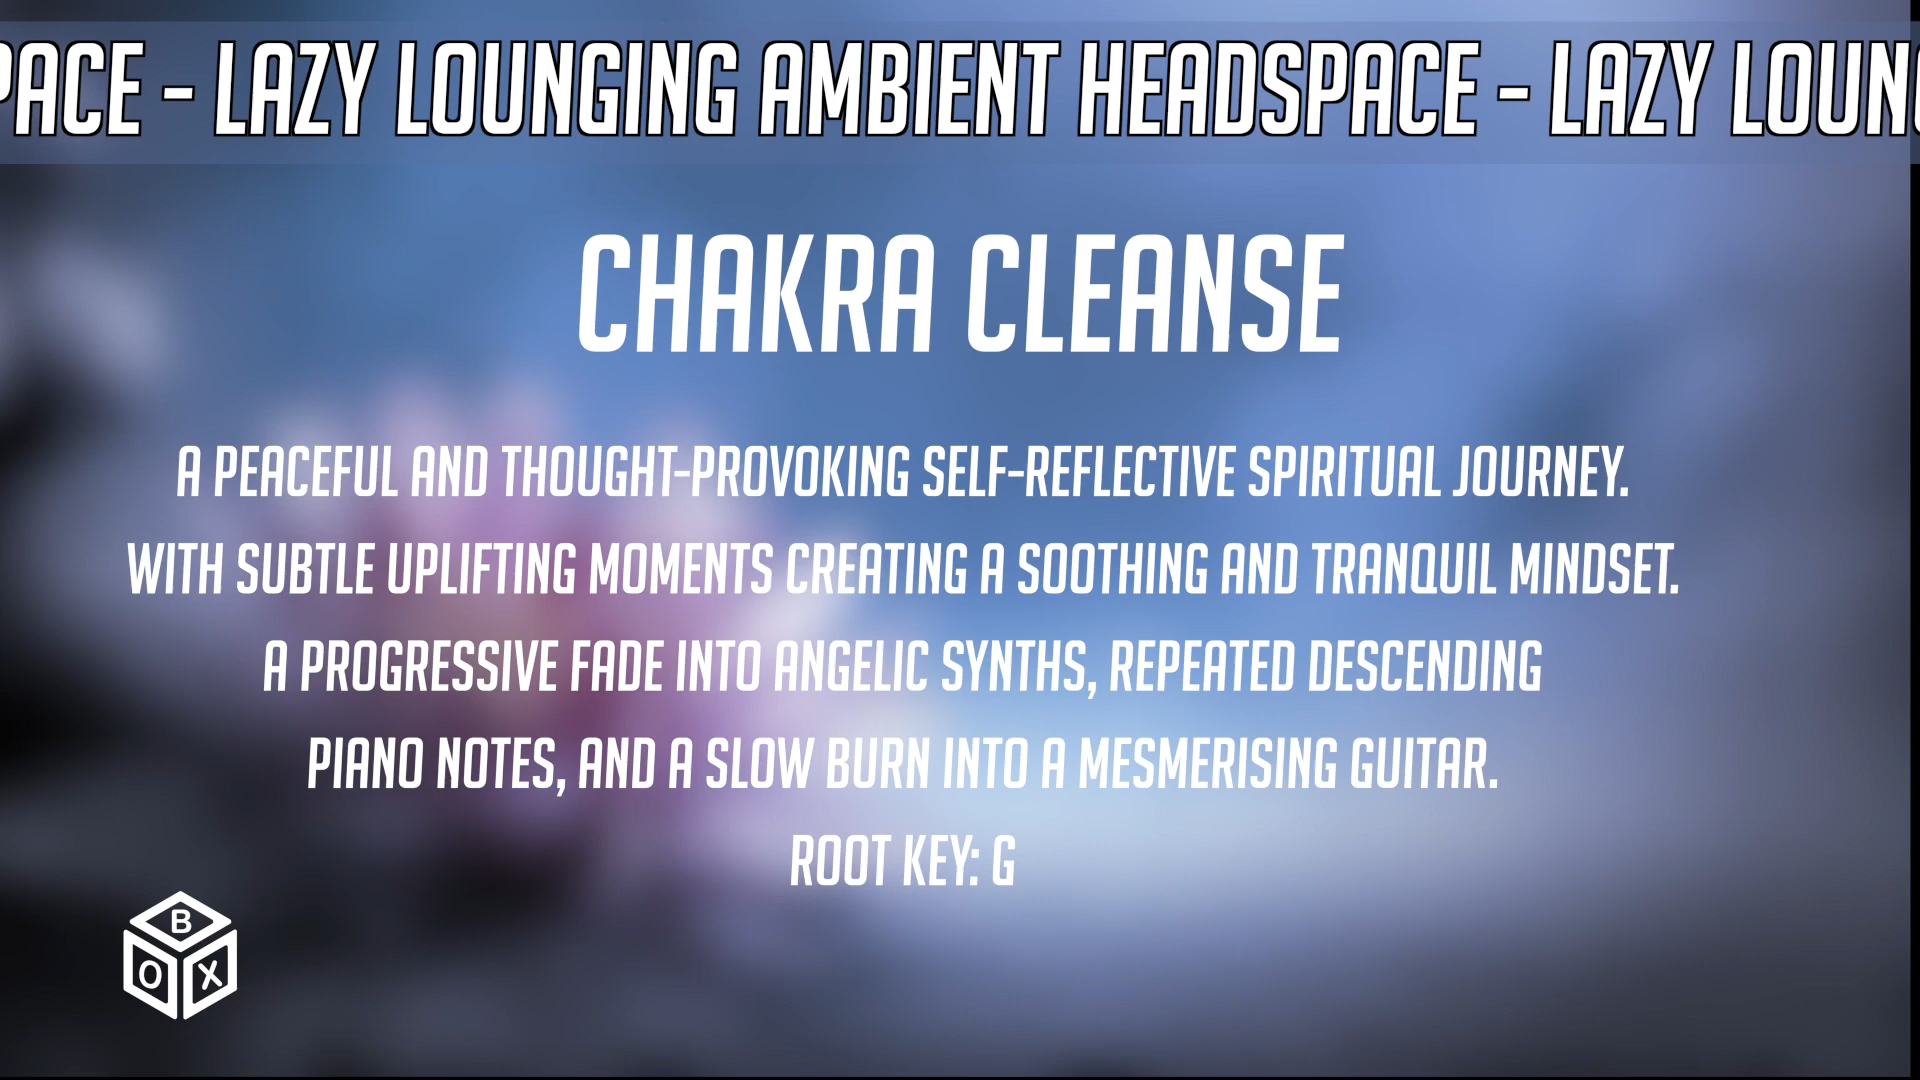 PACE - LAZY LOUNGING AMBIENT HEADSPACE - LAZY LOUNG
CHAKRA CLEANSE
A PEACEFUL AND THOUGHT-PROVOKING SELF-REFLECTIVE SPIRITUAL JOURNEY.
WITH SUBTLE UPLIFTING MOMENTS CREATING A SOOTHING AND TRANQUIL MINDSET.
A PROGRESSIVE FADE INTO ANGELIC SYNTHS, REPEATED DESCENDING
PIANO NOTES, AND A SLOW BURN INTO A MESMERISING GUITAR.
ROOT KEY: G
BOX